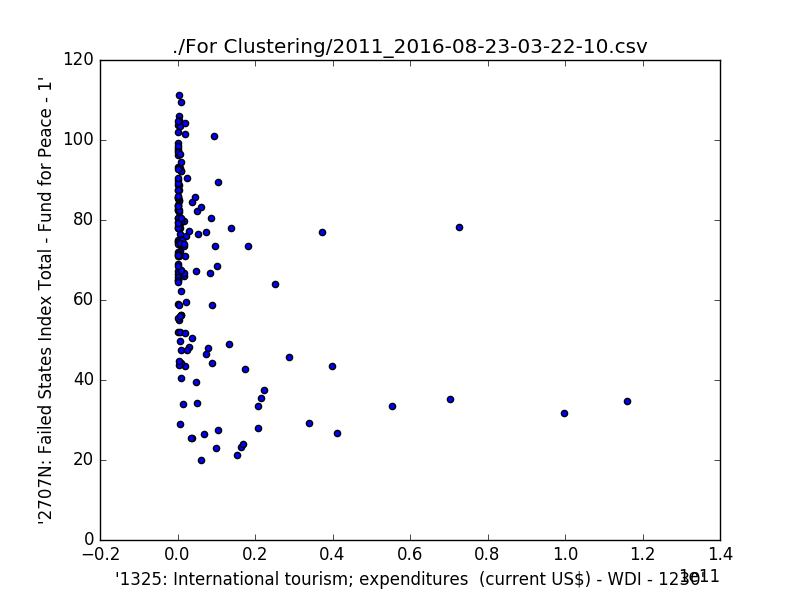 ./For Clustering/2011_2016-08-23-03-22-10.csv
120
100
80
60
40
20
0
'2707N: Failed States Index Total - Fund for Peace - 1'
−0.2 0.0 0.2 0.4 0.6 0.8 1.0 1.2 1.4
'1325: International tourism; expenditures (current US$) - WDI - 1230'
1e11